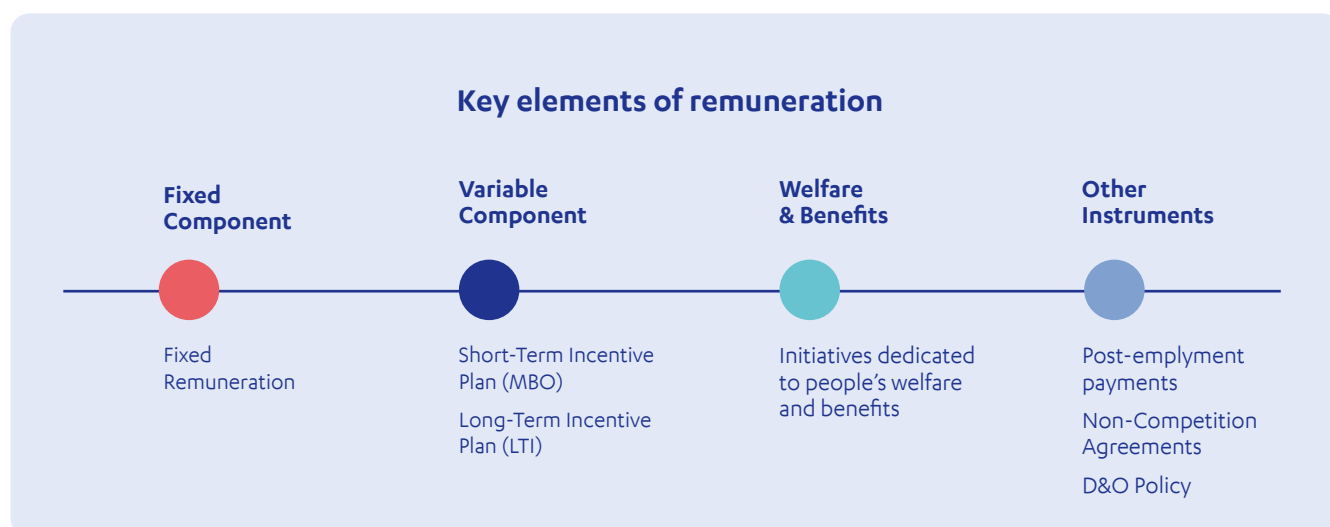 Key elements of remuneration
Fixed
Component
Variable
Component
Welfare
& Benefits
Other
Instruments
Fixed
Remuneration
Short-Term Incentive
Plan (MBO)
Long-Term Incentive
Plan (LTI)
Initiatives dedicated
to people's welfare
and benefits
Post-emplyment
payments
Non-Competition
Agreements
D&O Policy